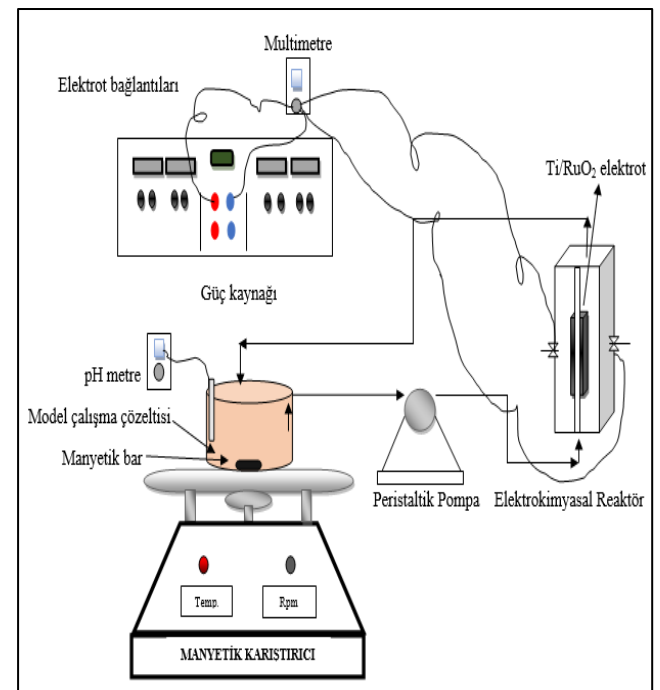 Multimetre
Elektrot bağlantıları
Ti/RuO₂ elektrot
Güç kaynağı
pH metre
Model çalışma çözeltisi
Manyetik bar
Peristaltik Pompa
Elektrokimyasal Reaktör
Temp.
Rpm
MANYETİK KARIŞTIRICI